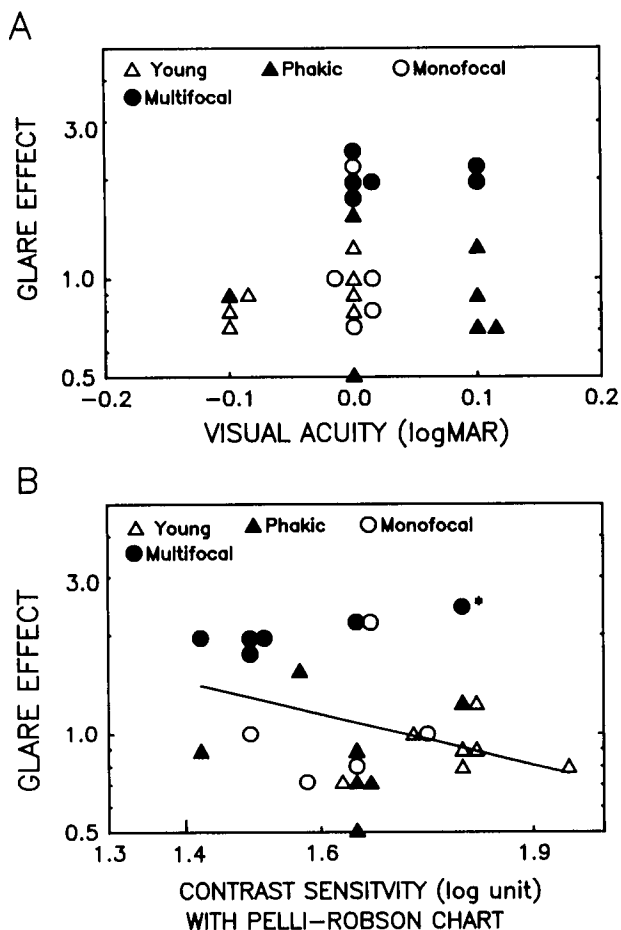 A
△ Young ▲ Phakic ○ Monofocal
● Multifocal
GLARE EFFECT
3.0
1.0
0.5
-0.2 -0.1 0.0 0.1 0.2
VISUAL ACUITY (logMAR)
B
△ Young ▲ Phakic ○ Monofocal
● Multifocal
*
GLARE EFFECT
3.0
1.0
0.5
1.3 1.4 1.6 1.9
CONTRAST SENSITVITY (log unit)
WITH PELLI-ROBSON CHART